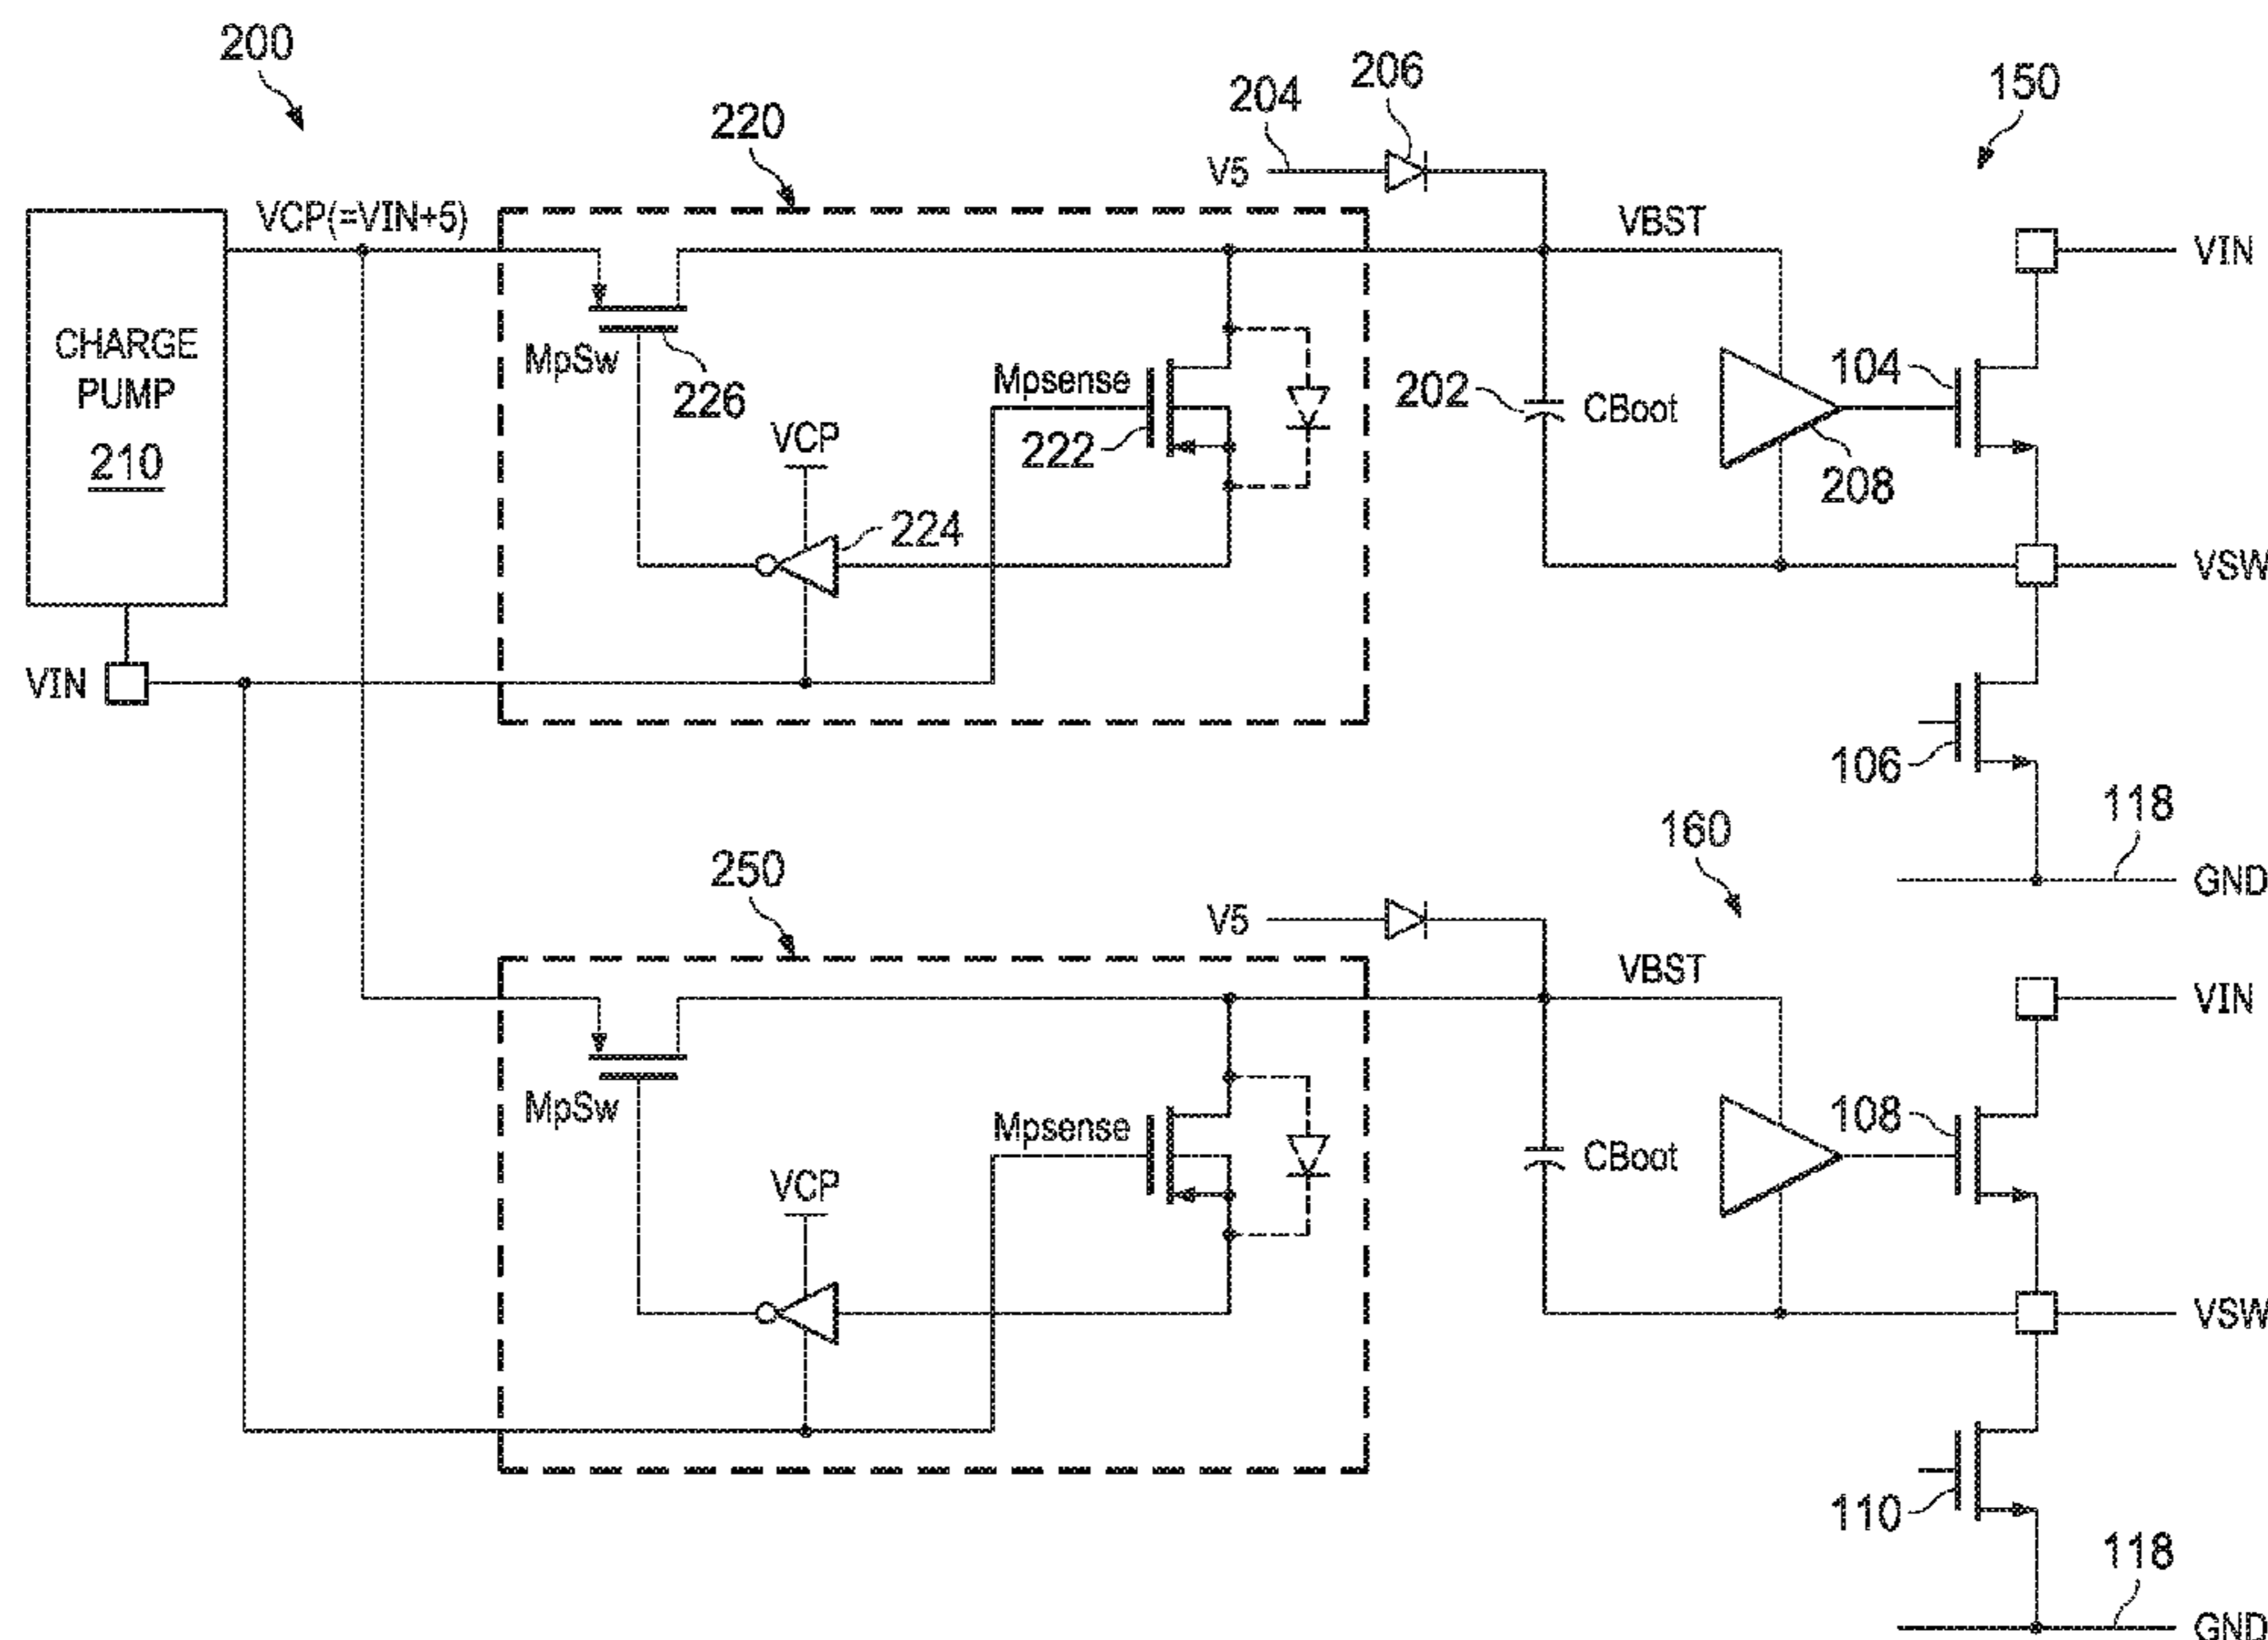 200
204
206
150
220
V5
VCP(=VIN+5)
VBST
VIN
CHARGE
PUMP
210
MpSw
226
Mpsense
222
202
CBoot
104
208
VCP
224
VSW
VIN
106
118
GND
160
250
V5
VBST
VIN
MpSw
Mpsense
CBoot
108
VCP
VSW
110
118
GND